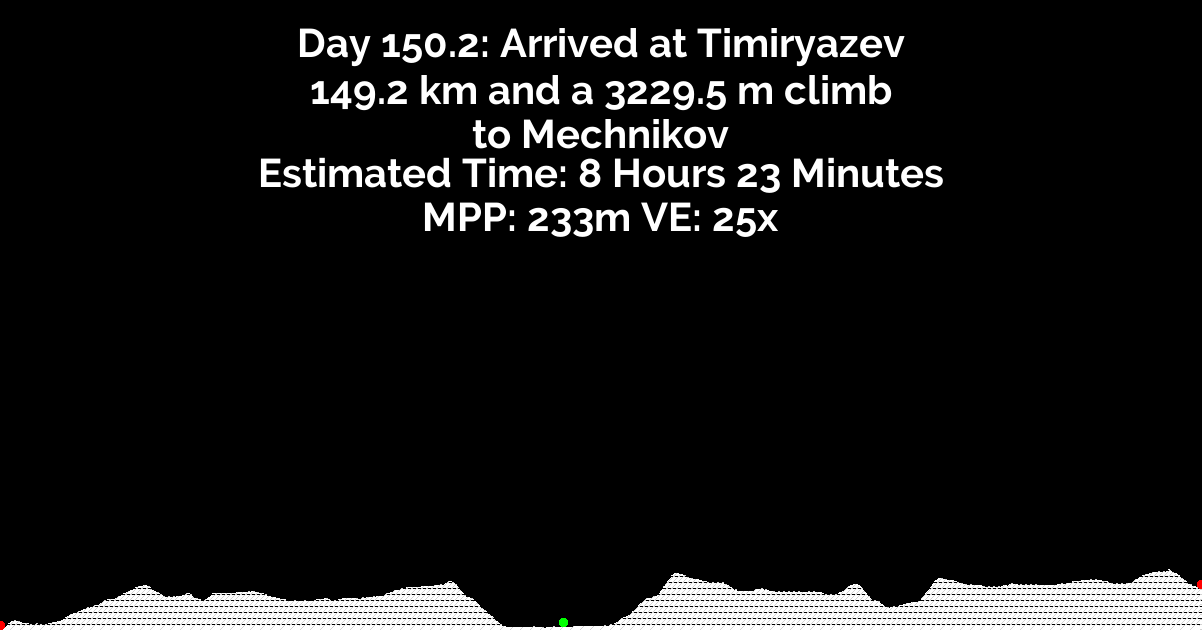 Day 150.2: Arrived at Timiryazev
149.2 km and a 3229.5 m climb
to Mechnikov
Estimated Time: 8 Hours 23 Minutes
MPP: 233m VE: 25x